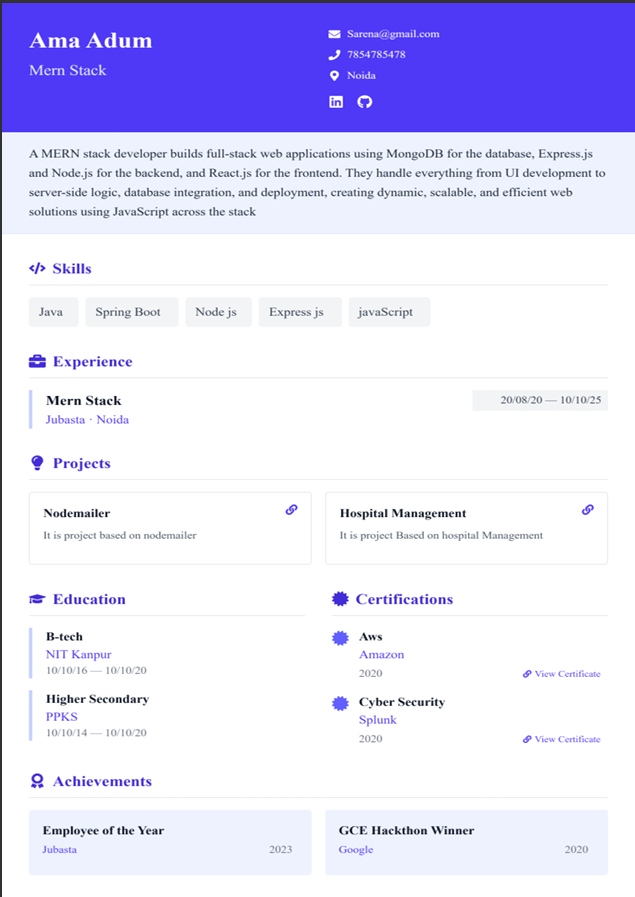 Ama Adum
Mern Stack
Sarena@gmail.com
7854785478
Noida
A MERN stack developer builds full-stack web applications using MongoDB for the database, Express.js
and Node.js for the backend, and React.js for the frontend. They handle everything from UI development to
server-side logic, database integration, and deployment, creating dynamic, scalable, and efficient web
solutions using JavaScript across the stack
Skills
Java
Spring Boot
Node js
Express js
javaScript
Experience
Mern Stack
20/08/20 — 10/10/25
Jubasta · Noida
Projects
Nodemailer
It is project based on nodemailer
Hospital Management
It is project Based on hospital Management
Education
B-tech
NIT Kanpur
10/10/16 — 10/10/20
Higher Secondary
PPKS
10/10/14 — 10/10/20
Certifications
Aws
Amazon
2020
View Certificate
Cyber Security
Splunk
2020
View Certificate
Achievements
Employee of the Year
Jubasta
2023
GCE Hackthon Winner
Google
2020